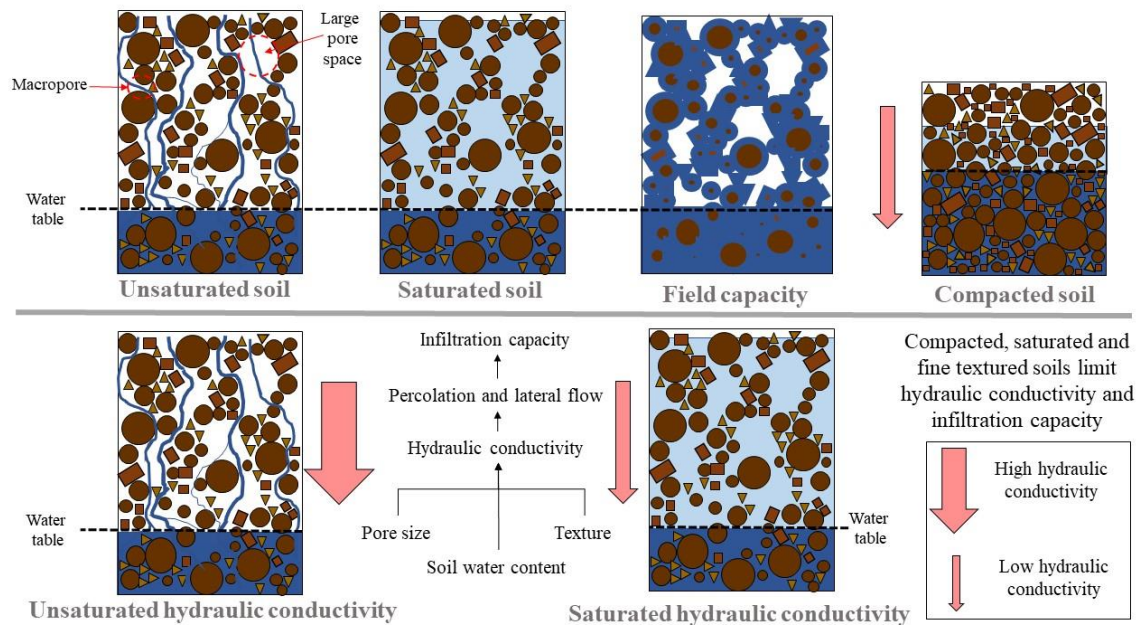 Large
pore
space
Macropore
Water
table
Unsaturated soil
Saturated soil
Field capacity
Compacted soil
Infiltration capacity
Percolation and lateral flow
Hydraulic conductivity
Pore size
Texture
Soil water content
Water
table
Water
table
Unsaturated hydraulic conductivity
Saturated hydraulic conductivity
Compacted, saturated and
fine textured soils limit
hydraulic conductivity and
infiltration capacity
High hydraulic
conductivity
Low hydraulic
conductivity